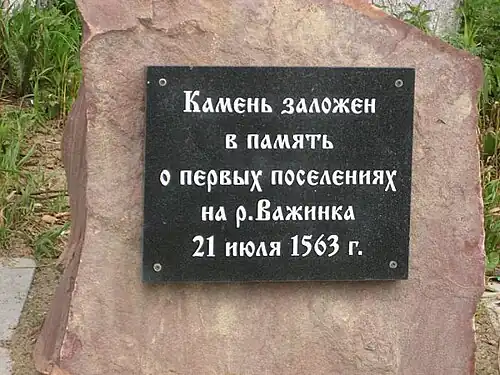 Камень заложен
в память
о первых поселениях
на р.Важинка
21 июля 1563 г.